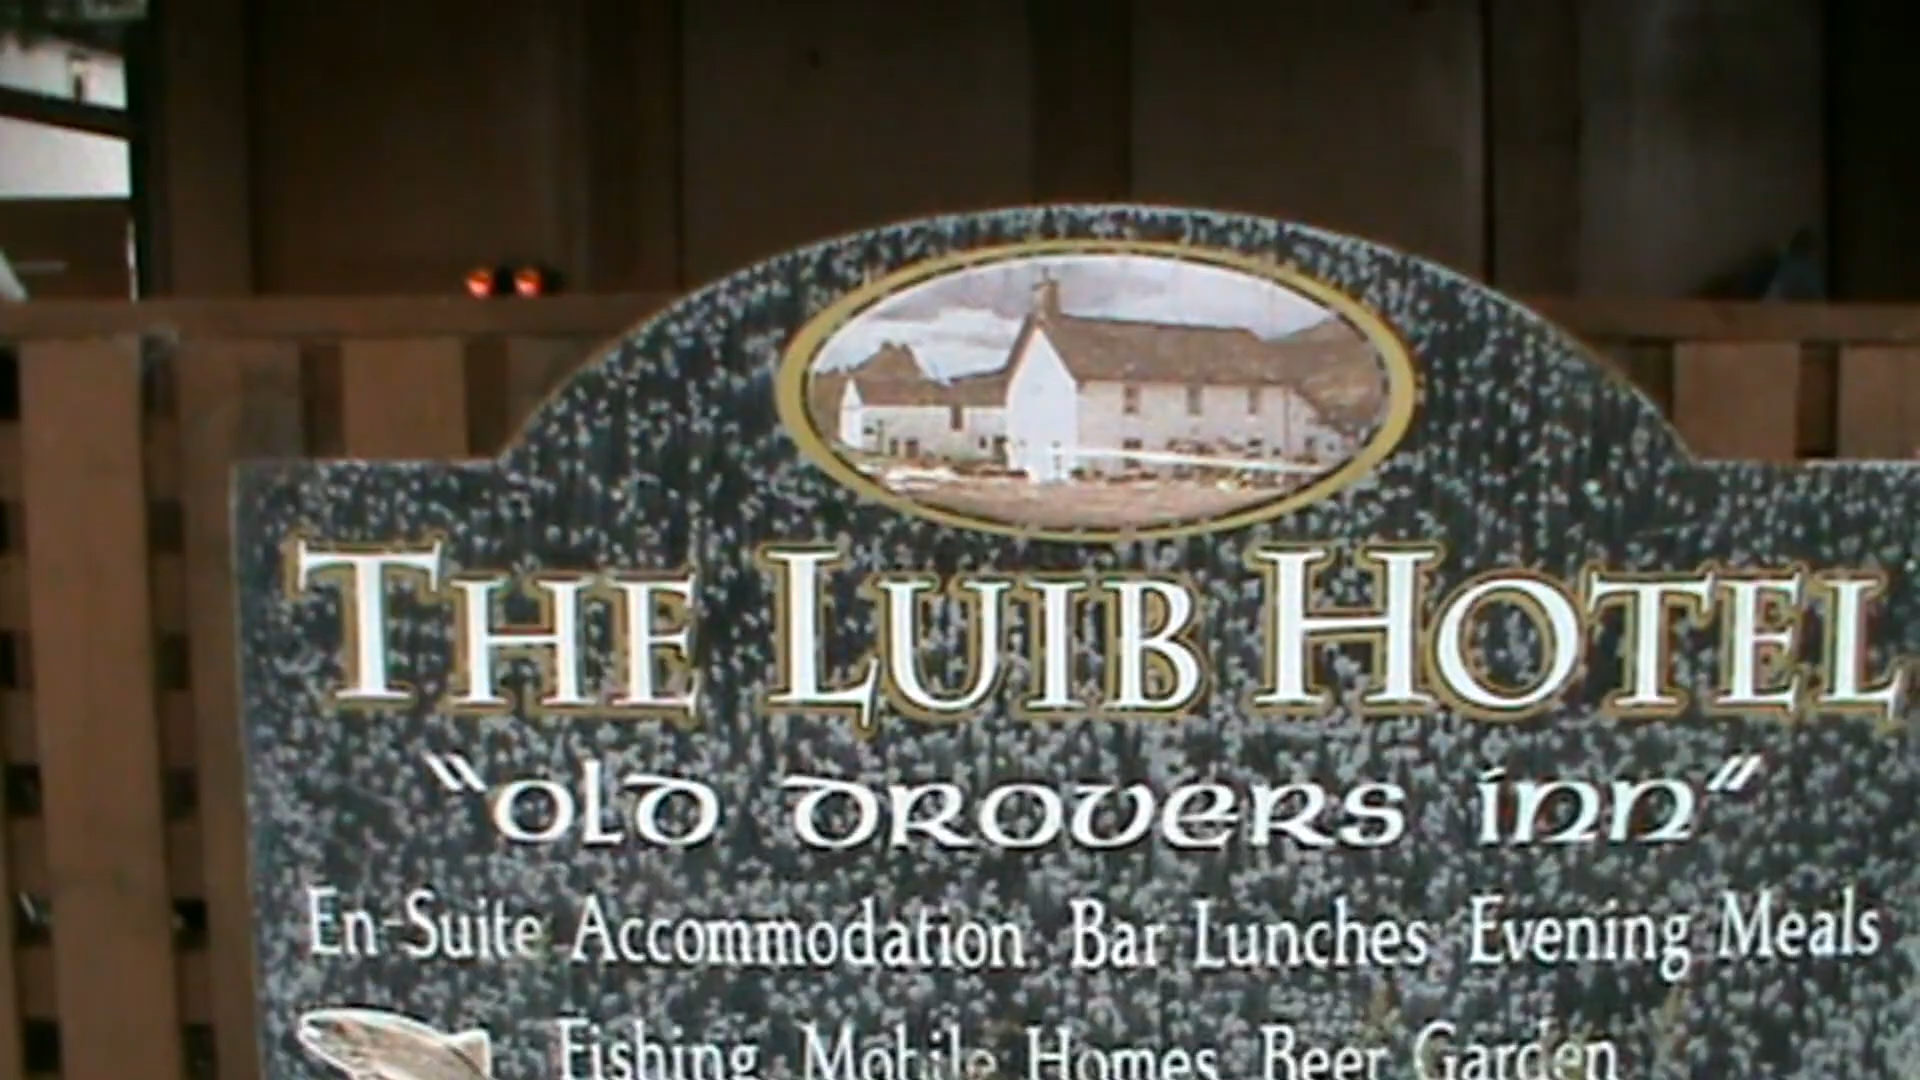 THE LUIB HOTEL
"old drovers inn"
En-Suite Accommodation Bar Lunches Evening Meals
Fishing Mobile Homes Beer Garden